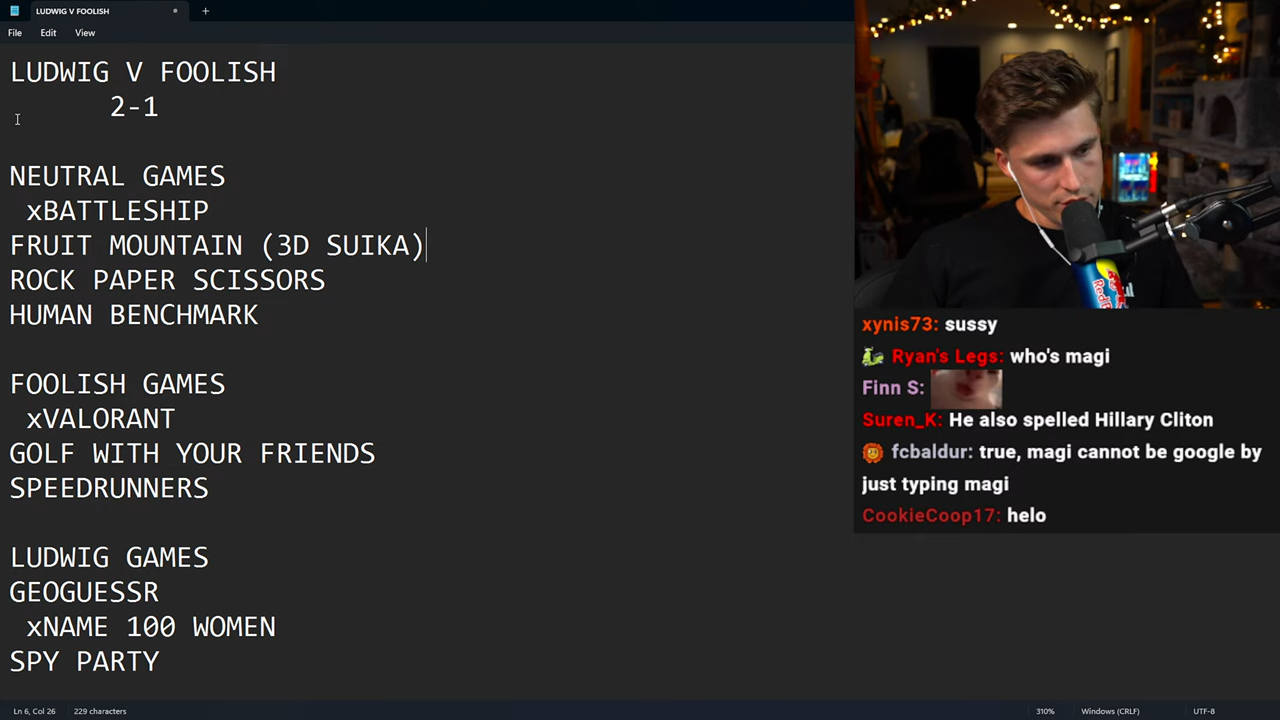 LUDWIG V FOOLISH
File Edit View
LUDWIG V FOOLISH
2-1
NEUTRAL GAMES
xBATTLESHIP
FRUIT MOUNTAIN (3D SUIKA)
ROCK PAPER SCISSORS
HUMAN BENCHMARK
FOOLISH GAMES
xVALORANT
GOLF WITH YOUR FRIENDS
SPEEDRUNNERS
LUDWIG GAMES
GEOGUESSR
xNAME 100 WOMEN
SPY PARTY
Ln 6, Col 26
229 characters
310%
Windows (CRLF)
UTF-8
xynis73: sussy
Ryan's Legs: who's magi
Finn S:
Suren_K: He also spelled Hillary Cliton
fcbaldur: true, magi cannot be google by
just typing magi
CookieCoop17: helo